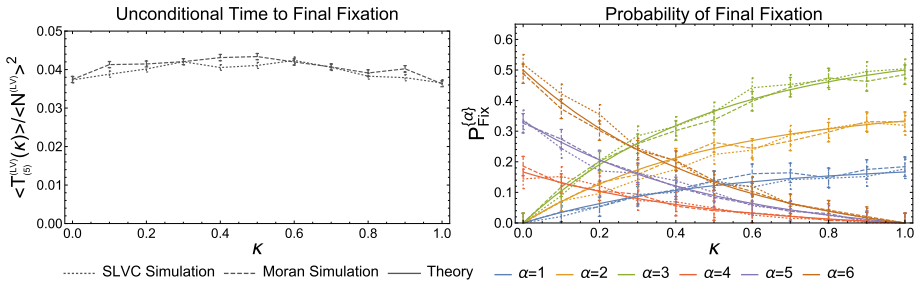 Unconditional Time to Final Fixation
0.05
0.04
0.03
0.02
0.01
0.00
<T(5)^(LV)(κ)>/<N^(LV)>^2
0.0 0.2 0.4 0.6 0.8 1.0
κ
Probability of Final Fixation
0.6
0.5
0.4
0.3
0.2
0.1
0.0
P_Fix^{α}
0.0 0.2 0.4 0.6 0.8 1.0
κ
SLVC Simulation Moran Simulation Theory
α=1 α=2 α=3 α=4 α=5 α=6